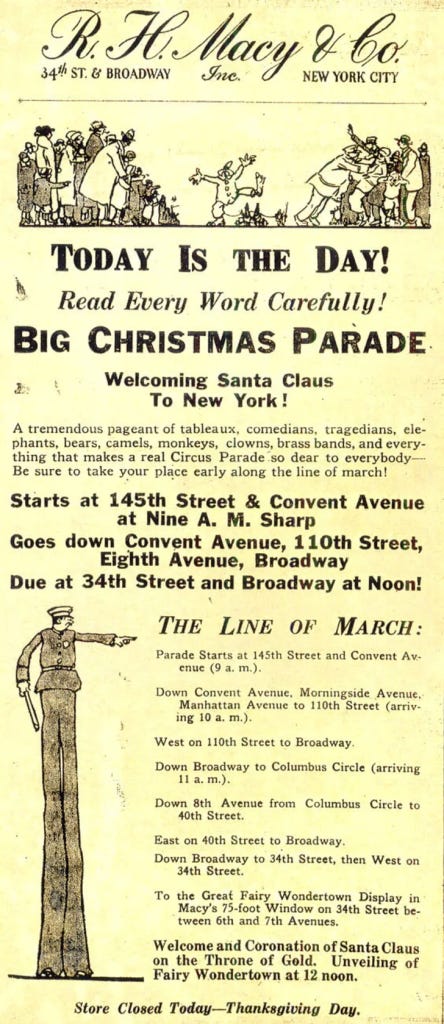 R. H. Macy & Co.
34th ST. & BROADWAY Inc. NEW YORK CITY
TODAY IS THE DAY!
Read Every Word Carefully!
BIG CHRISTMAS PARADE
Welcoming Santa Claus
To New York!
A tremendous pageant of tableaux, comedians, tragedians, ele-
phants, bears, camels, monkeys, clowns, brass bands, and every-
thing that makes a real Circus Parade so dear to everybody—
Be sure to take your place early along the line of march!
Starts at 145th Street & Convent Avenue
at Nine A. M. Sharp
Goes down Convent Avenue, 110th Street,
Eighth Avenue, Broadway
Due at 34th Street and Broadway at Noon!
THE LINE OF MARCH:
Parade Starts at 145th Street and Convent Av-
enue (9 a. m.).
Down Convent Avenue, Morningside Avenue,
Manhattan Avenue to 110th Street (arriv-
ing 10 a. m.).
West on 110th Street to Broadway.
Down Broadway to Columbus Circle (arriving
11 a. m.).
Down 8th Avenue from Columbus Circle to
40th Street.
East on 40th Street to Broadway.
Down Broadway to 34th Street, then West on
34th Street.
To the Great Fairy Wondertown Display in
Macy's 75-foot Window on 34th Street be-
tween 6th and 7th Avenues.
Welcome and Coronation of Santa Claus
on the Throne of Gold. Unveiling of
Fairy Wondertown at 12 noon.
Store Closed Today—Thanksgiving Day.